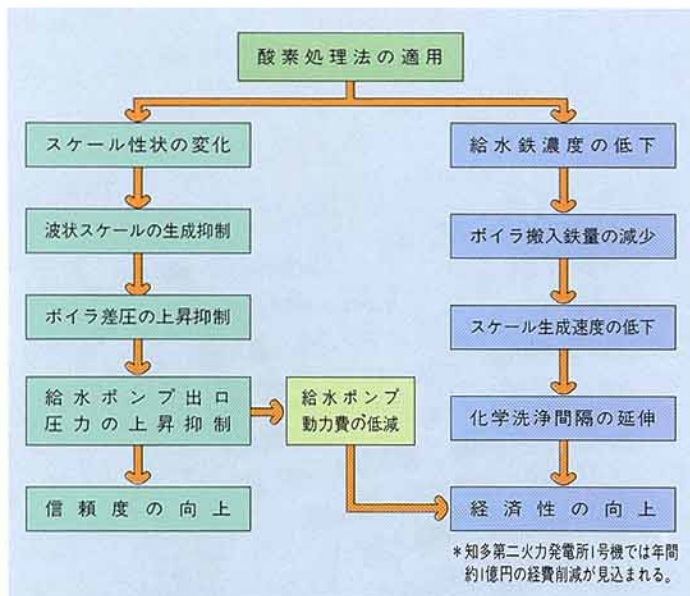 酸素処理法の適用
スケール性状の変化
波状スケールの生成抑制
ボイラ差圧の上昇抑制
給水ポンプ出口
圧力の上昇抑制
信頼度の向上
給水ポンプ
動力費の低減
給水鉄濃度の低下
ボイラ搬入鉄量の減少
スケール生成速度の低下
化学洗浄間隔の延伸
経済性の向上
*知多第二火力発電所1号機では年間
約1億円の経費削減が見込まれる。